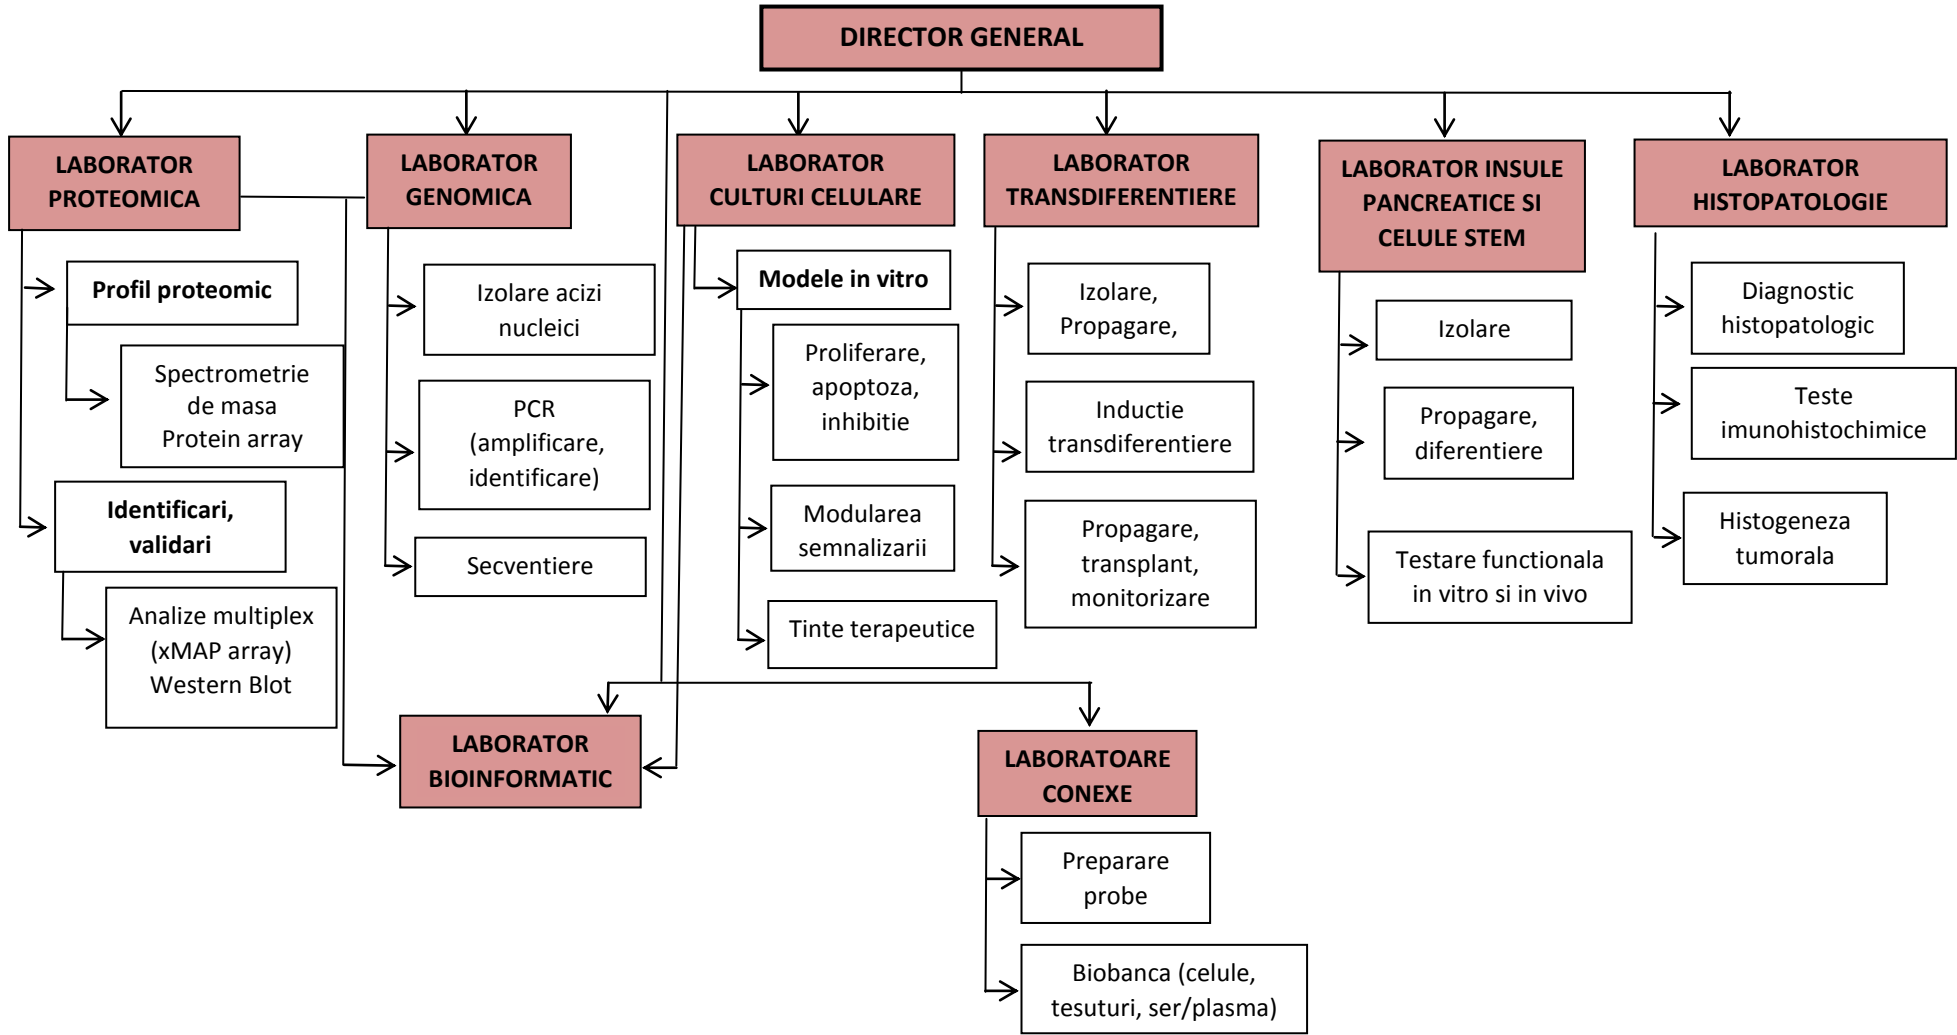 DIRECTOR GENERAL
LABORATOR
PROTEOMICA
Profil proteomic
Spectrometrie
de masa
Protein array
Identificari,
validari
Analize multiplex
(xMAP array)
Western Blot
LABORATOR
GENOMICA
Izolare acizi
nucleici
PCR
(amplificare,
identificare)
Secventiere
LABORATOR
CULTURI CELULARE
Modele in vitro
Proliferare,
apoptoza,
inhibitie
Modularea
semnalizarii
Tinte terapeutice
LABORATOR
TRANSDIFERENTIERE
Izolare,
Propagare,
Inductie
transdiferentiere
Propagare,
transplant,
monitorizare
LABORATOR INSULE
PANCREATICE SI
CELULE STEM
Izolare
Propagare,
diferentiere
Testare functionala
in vitro si in vivo
LABORATOR
HISTOPATOLOGIE
Diagnostic
histopatologic
Teste
imunohistochimice
Histogeneza
tumorala
LABORATOR
BIOINFORMATIC
LABORATOARE
CONEXE
Preparare
probe
Biobanca (celule,
tesuturi, ser/plasma)